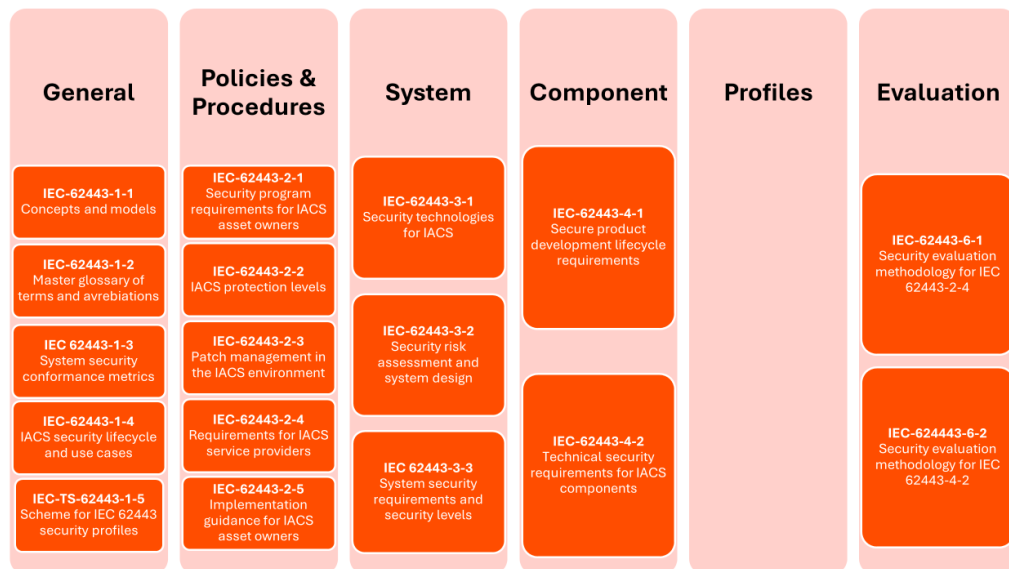 General
IEC-62443-1-1
Concepts and models
IEC-62443-1-2
Master glossary of
terms and avrebiations
IEC 62443-1-3
System security
conformance metrics
IEC-62443-1-4
IACS security lifecycle
and use cases
IEC-TS-62443-1-5
Scheme for IEC 62443
security profiles
Policies &
Procedures
IEC-62443-2-1
Security program
requirements for IACS
asset owners
IEC-62443-2-2
IACS protection levels
IEC-62443-2-3
Patch management in
the IACS environment
IEC-62443-2-4
Requirements for IACS
service providers
IEC-62443-2-5
Implementation
guidance for IACS
asset owners
System
IEC-62443-3-1
Security technologies
for IACS
IEC-62443-3-2
Security risk
assessment and
system design
IEC 62443-3-3
System security
requirements and
security levels
Component
IEC-62443-4-1
Secure product
development lifecycle
requirements
IEC-62443-4-2
Technical security
requirements for IACS
components
Profiles
Evaluation
IEC-62443-6-1
Security evaluation
methodology for IEC
62443-2-4
IEC-624443-6-2
Security evaluation
methodology for IEC
62443-4-2